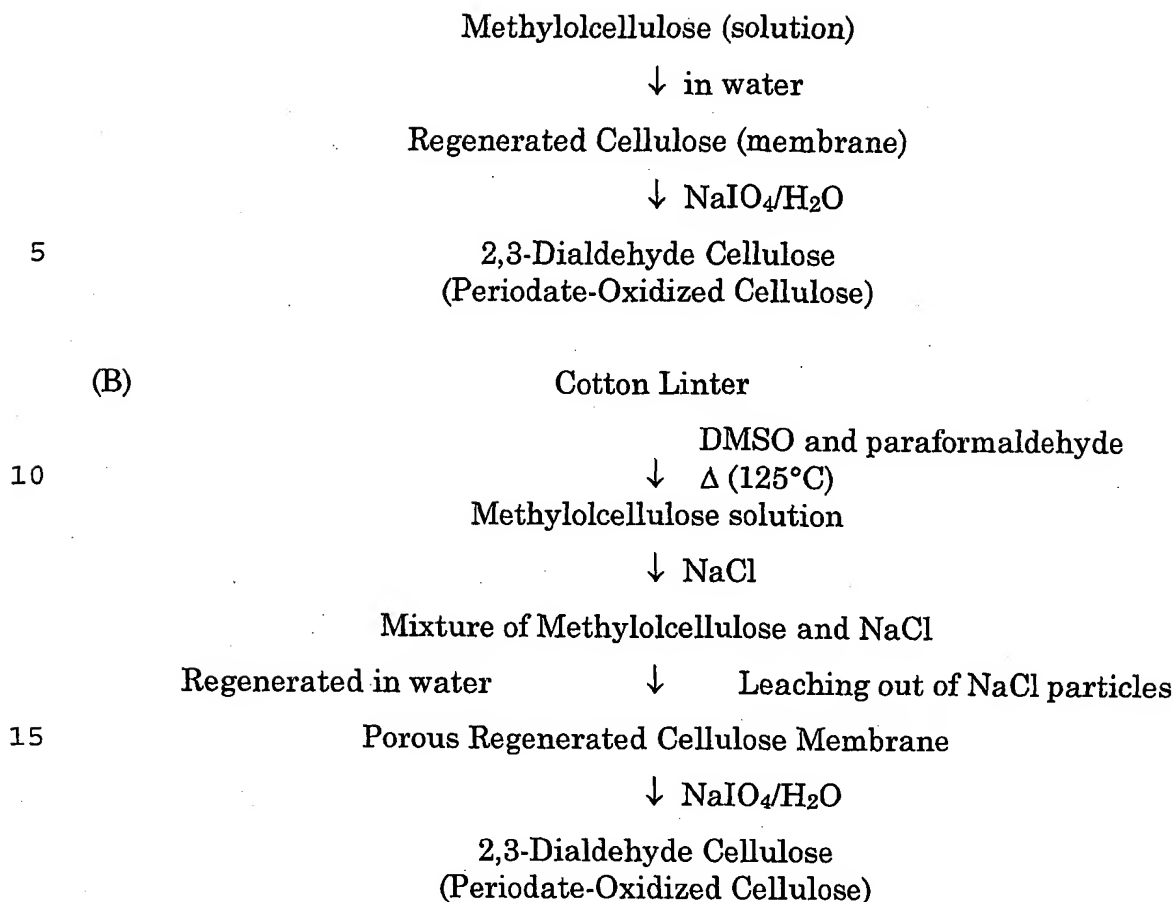 Methylolcellulose (solution)
↓ in water
Regenerated Cellulose (membrane)
↓ NaIO₄/H₂O
5 2,3-Dialdehyde Cellulose
(Periodate-Oxidized Cellulose)
(B) Cotton Linter
DMSO and paraformaldehyde
10 ↓ Δ (125°C)
Methylolcellulose solution
↓ NaCl
Mixture of Methylolcellulose and NaCl
Regenerated in water ↓ Leaching out of NaCl particles
15 Porous Regenerated Cellulose Membrane
↓ NaIO₄/H₂O
2,3-Dialdehyde Cellulose
(Periodate-Oxidized Cellulose)